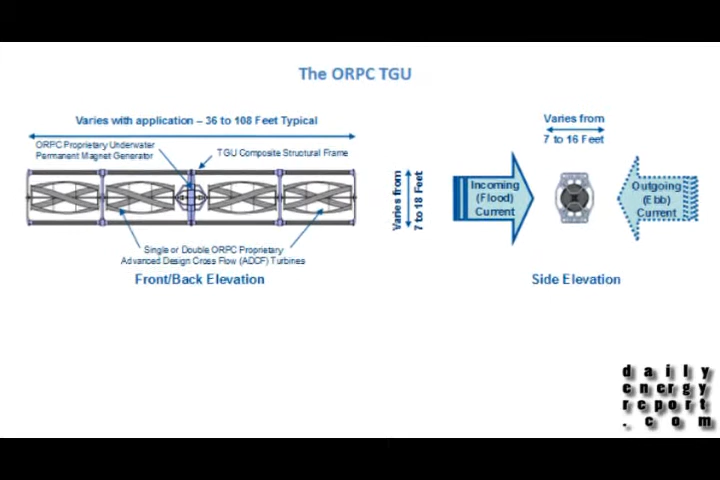 The ORPC TGU
Varies with application – 36 to 108 Feet Typical
ORPC Proprietary Underwater
Permanent Magnet Generator
TGU Composite Structural Frame
Single or Double ORPC Proprietary
Advanced Design Cross Flow (ADCF) Turbines
Front/Back Elevation
Varies from
7 to 18 Feet
Varies from
7 to 16 Feet
Incoming
(Flood)
Current
Outgoing
(Ebb)
Current
Side Elevation
daily
energy
report
.com